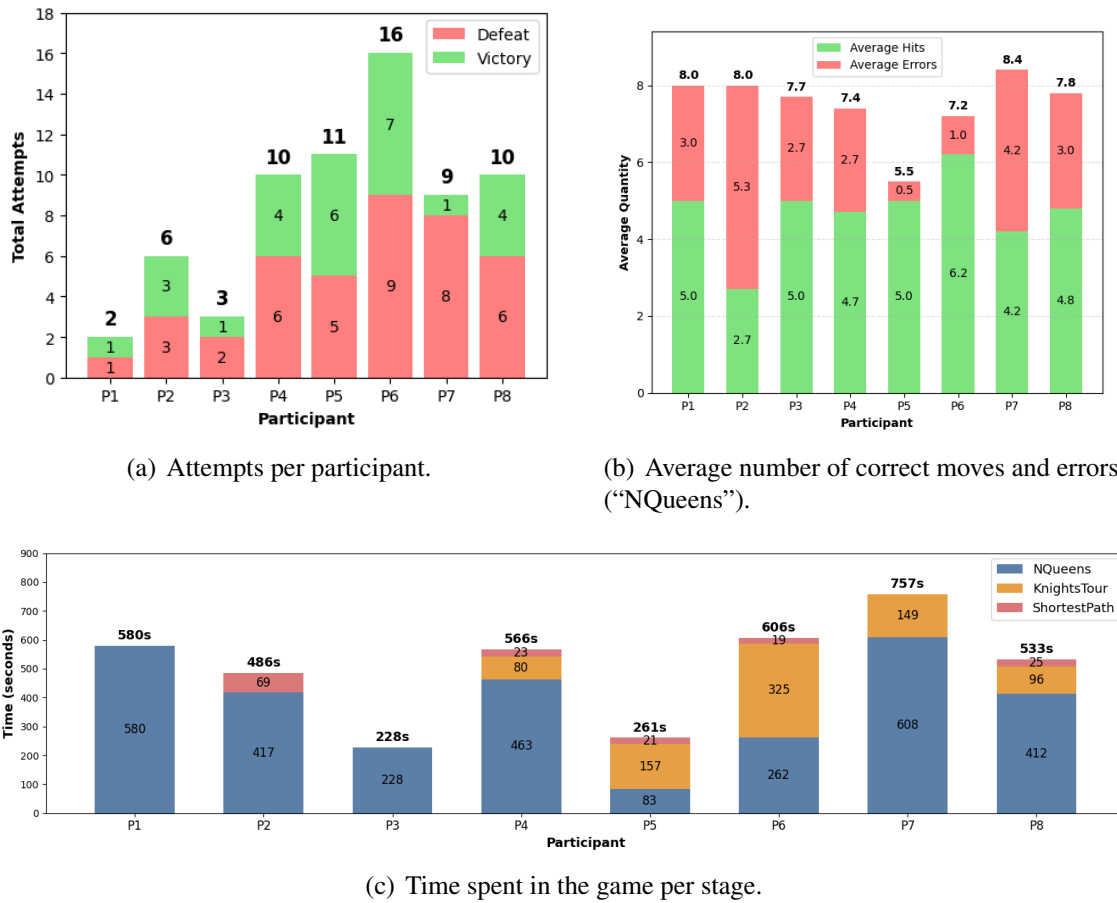 18
16
14
12
10
8
6
4
2
0
Total Attempts
Defeat
Victory
2
6
3
10
11
16
9
10
1
3
1
4
6
7
1
4
1
3
2
6
5
9
8
6
P1 P2 P3 P4 P5 P6 P7 P8
Participant
(a) Attempts per participant.
8
6
4
2
0
Average Quantity
Average Hits
Average Errors
8.0 8.0 7.7 7.4 5.5 7.2 8.4 7.8
3.0 5.3 2.7 2.7 0.5 1.0 4.2 3.0
5.0 2.7 5.0 4.7 5.0 6.2 4.2 4.8
P1 P2 P3 P4 P5 P6 P7 P8
Participant
(b) Average number of correct moves and errors
(“NQueens”).
900
800
700
600
500
400
300
200
100
0
Time (seconds)
NQueens
KnightsTour
ShortestPath
580s 486s 228s 566s 261s 606s 757s 533s
69 23 21 19 25
80 157 325 149 96
580 417 228 463 83 262 608 412
P1 P2 P3 P4 P5 P6 P7 P8
Participant
(c) Time spent in the game per stage.